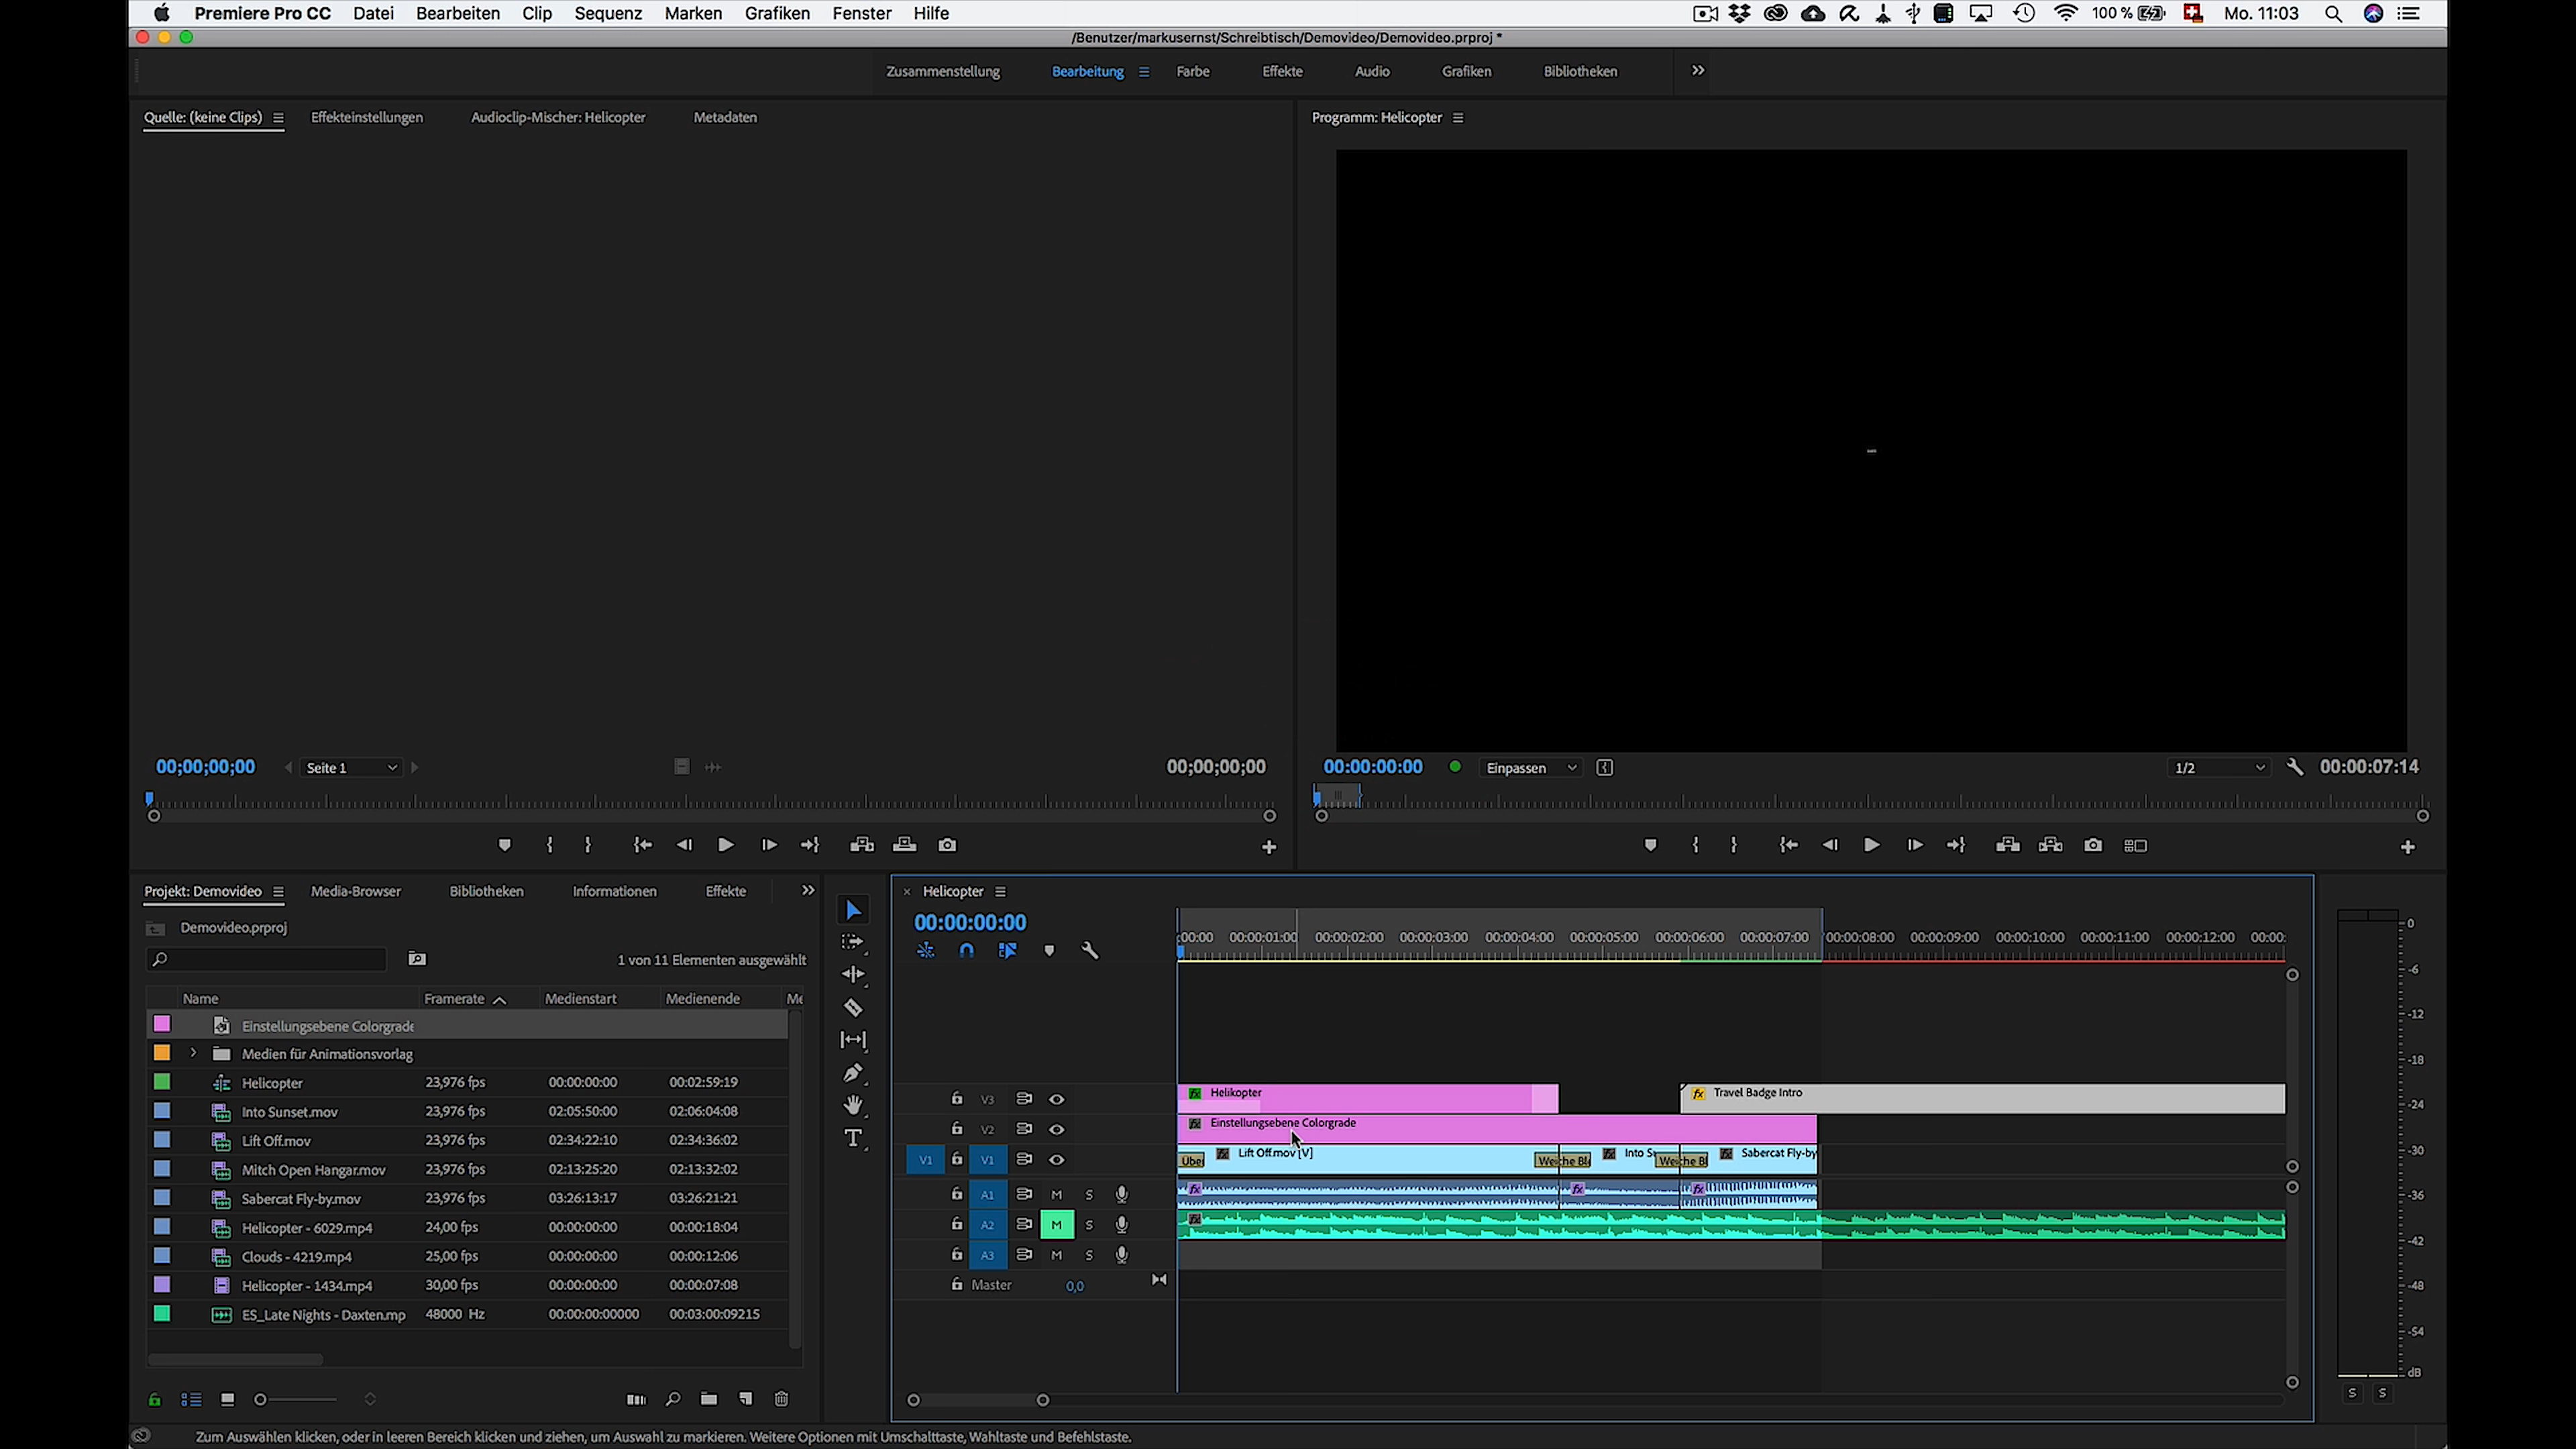 Premiere Pro CC Datei Bearbeiten Clip Sequenz Marken Grafiken Fenster Hilfe 100 % Mo. 11:03
/Benutzer/markusernst/Schreibtisch/Demovideo/Demovideo.prproj *
Zusammenstellung Bearbeitung Farbe Effekte Audio Grafiken Bibliotheken
Quelle: (keine Clips) Effekteinstellungen Audioclip-Mischer: Helicopter Metadaten
Programm: Helicopter
00;00;00;00 Seite 1 00;00;00;00
00:00:00:00 Einpassen 1/2 00:00:07:14
Projekt: Demovideo Media-Browser Bibliotheken Informationen Effekte
Demovideo.prproj
1 von 11 Elementen ausgewählt
Name Framerate Medienstart Medienende Me
Einstellungsebene Colorgrade
Medien für Animationsvorlag
Helicopter 23,976 fps 00:00:00:00 00:02:59:19
Into Sunset.mov 23,976 fps 02:05:50:00 02:06:04:08
Lift Off.mov 23,976 fps 02:34:22:10 02:34:36:02
Mitch Open Hangar.mov 23,976 fps 02:13:25:20 02:13:32:02
Sabercat Fly-by.mov 23,976 fps 03:26:13:17 03:26:21:21
Helicopter - 6029.mp4 24,00 fps 00:00:00:00 00:00:18:04
Clouds - 4219.mp4 25,00 fps 00:00:00:00 00:00:12:06
Helicopter - 1434.mp4 30,00 fps 00:00:00:00 00:00:07:08
ES_Late Nights - Daxten.mp 48000 Hz 00:00:00:00000 00:03:00:09215
Helicopter
00:00:00:00
:00:00 00:00:01:00 00:00:02:00 00:00:03:00 00:00:04:00 00:00:05:00 00:00:06:00 00:00:07:00 00:00:08:00 00:00:09:00 00:00:10:00 00:00:11:00 00:00:12:00 00:00:
V3 fx Helikopter fx Travel Badge Intro
V2 fx Einstellungsebene Colorgrade
V1 V1 Über fx Lift Off.mov [V] Weiche Bl fx Into S Weiche Bl fx Sabercat Fly-by
A1 M S fx fx fx
A2 M S fx
A3 M S
Master 0,0
0
-6
-12
-18
-24
-30
-36
-42
-48
-54
dB
S S
Zum Auswählen klicken, oder in leeren Bereich klicken und ziehen, um Auswahl zu markieren. Weitere Optionen mit Umschalttaste, Wahltaste und Befehlstaste.